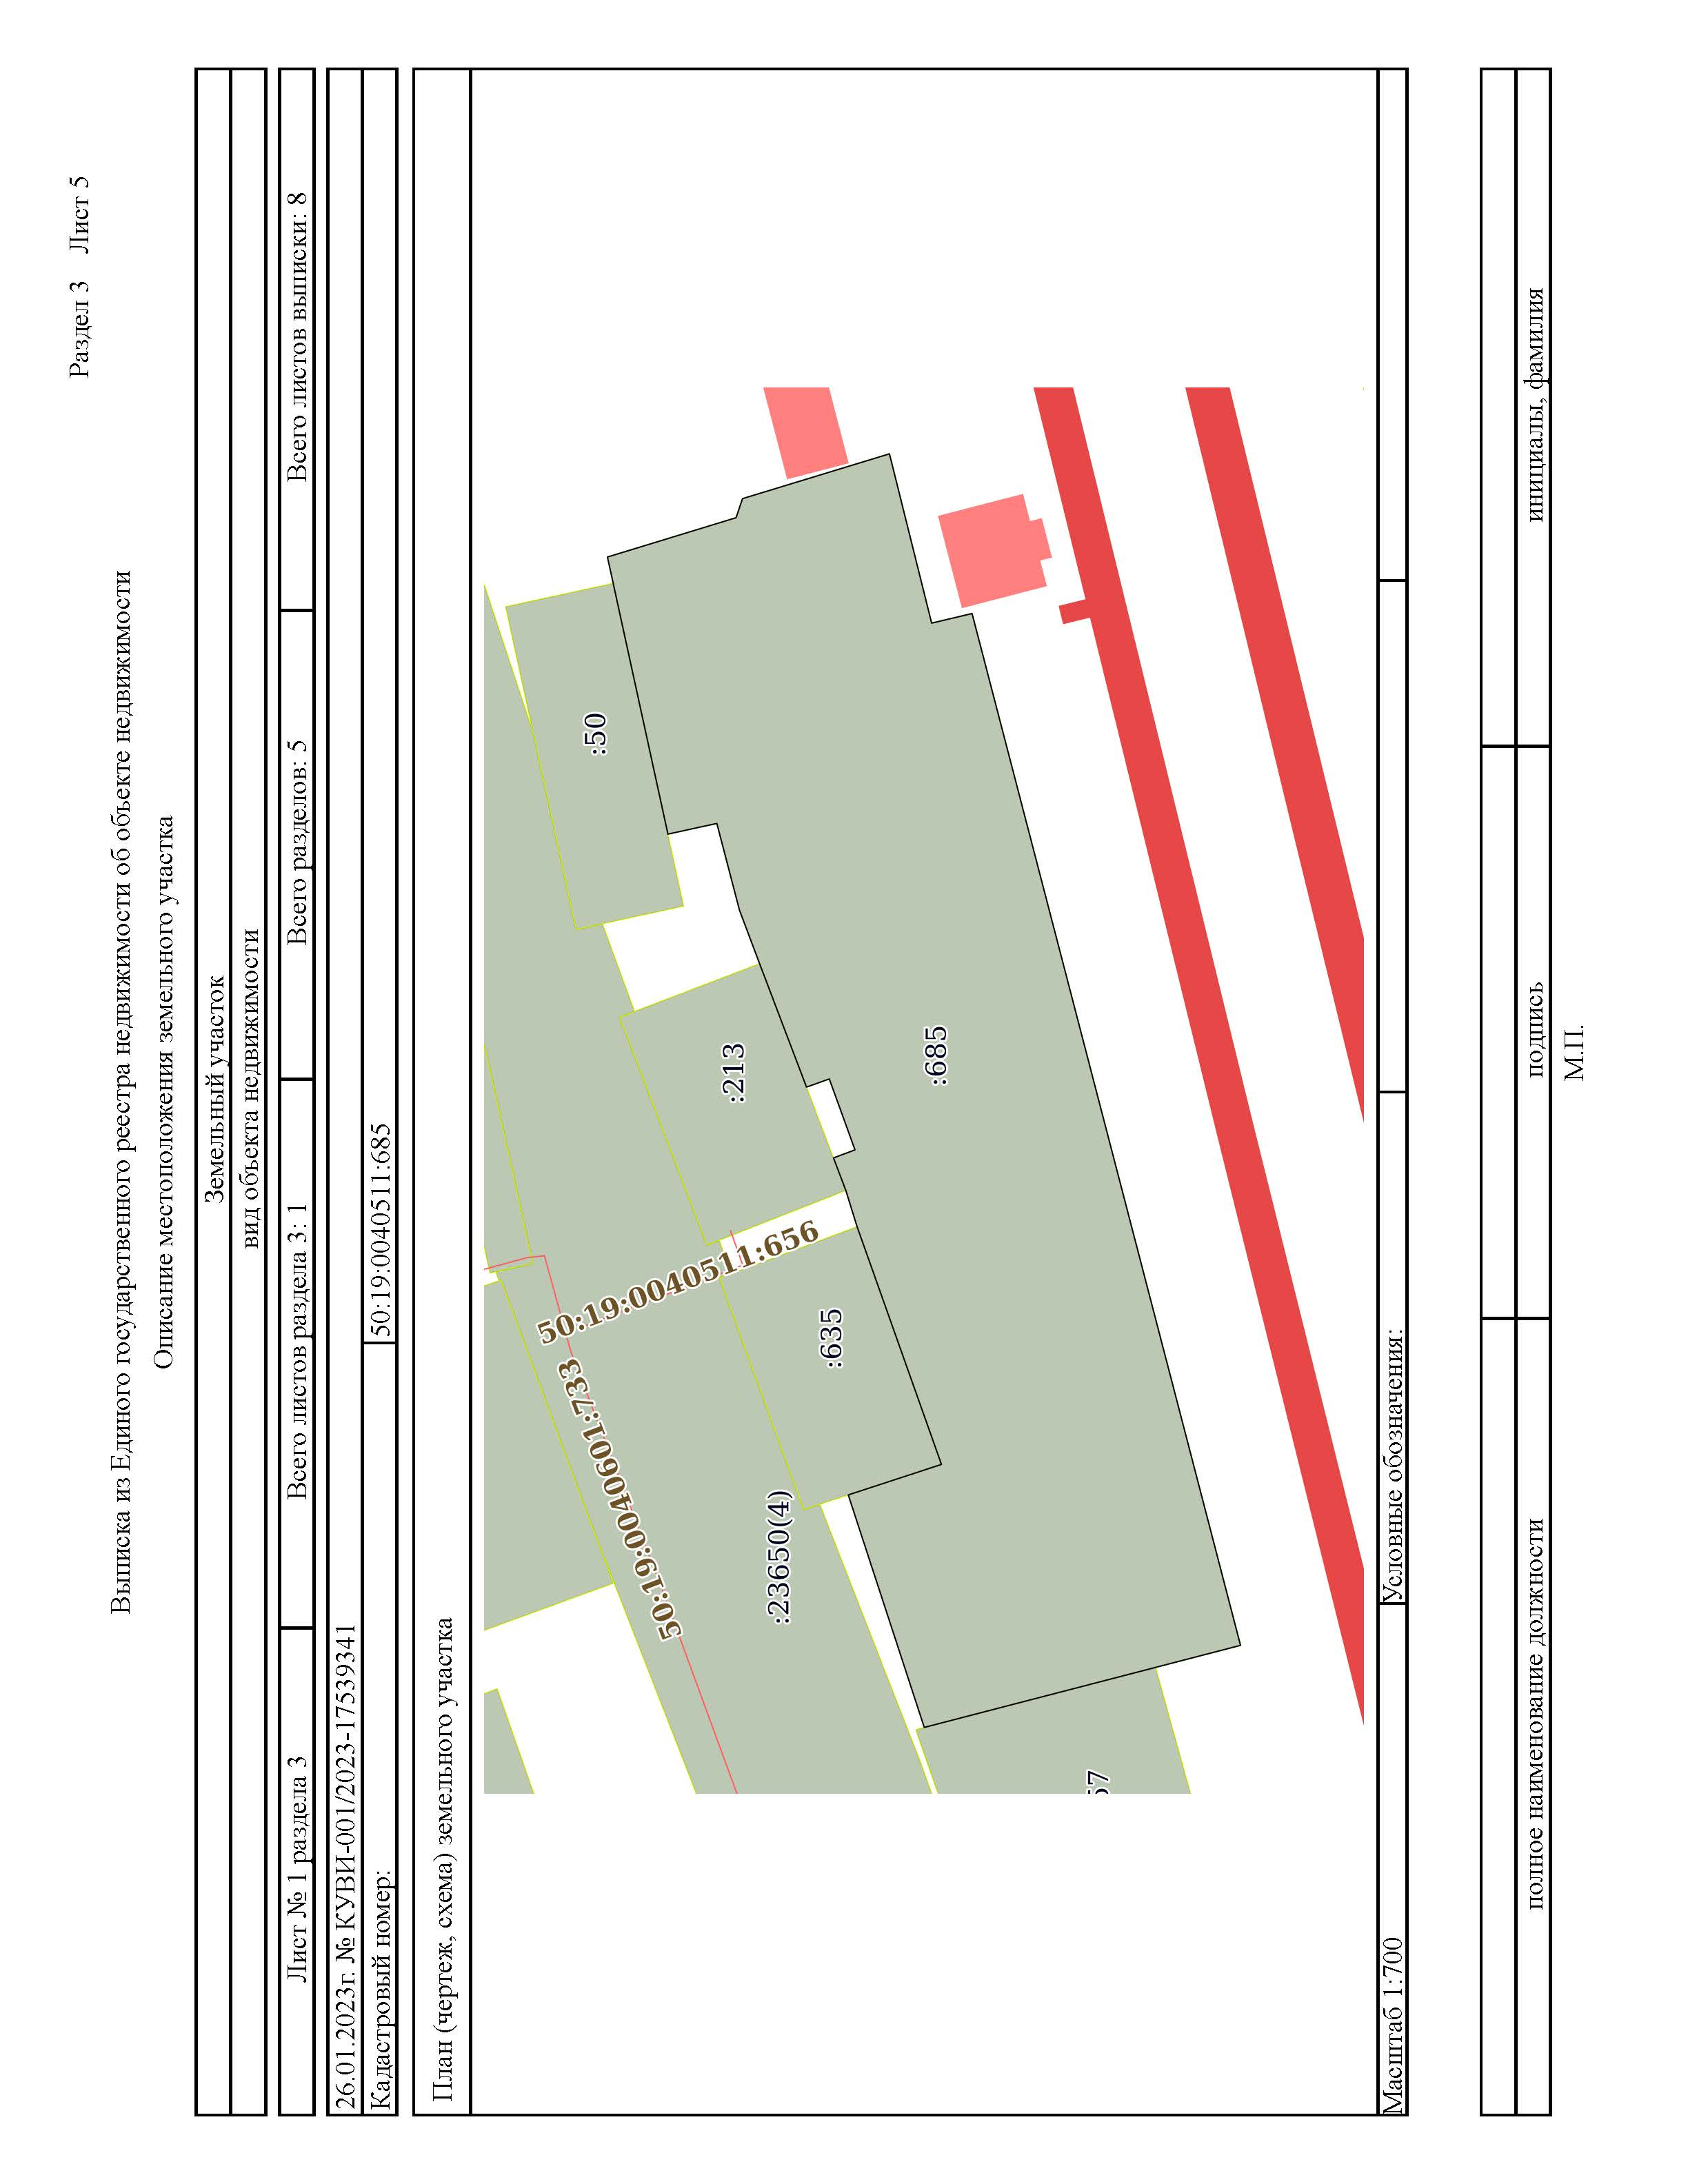 Раздел 3 Лист 5
Выписка из Единого государственного реестра недвижимости об объекте недвижимости
Описание местоположения земельного участка
Земельный участок
вид объекта недвижимости
Лист № 1 раздела 3 Всего листов раздела 3: 1 Всего разделов: 5 Всего листов выписки: 8
26.01.2023г. № КУВИ-001/2023-17539341
Кадастровый номер: 50:19:0040511:685
План (чертеж, схема) земельного участка
:50
:213
:685
50:19:0040511:656
:635
50:19:0040601:733
:23650(4)
57
Масштаб 1:700 Условные обозначения:
полное наименование должности подпись инициалы, фамилия
М.П.